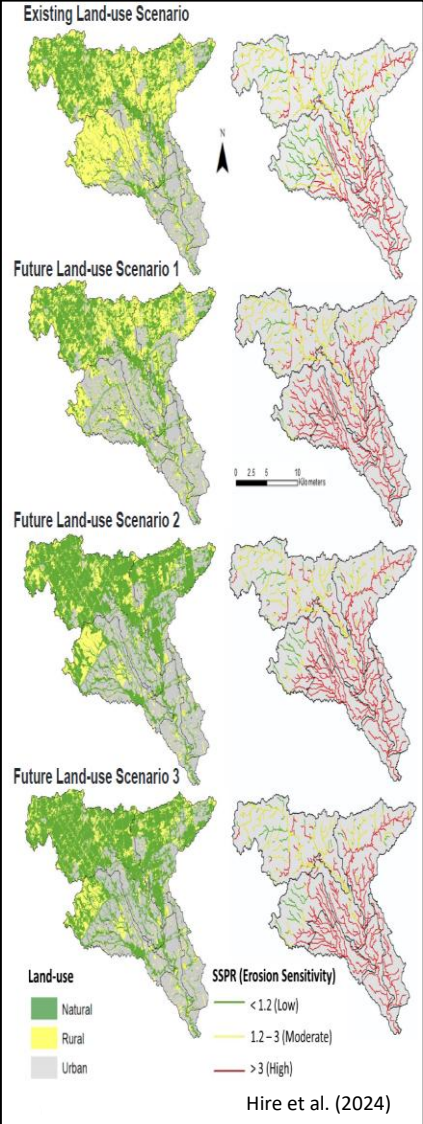 Existing Land-use Scenario
N
Future Land-use Scenario 1
0 2.5 5 10
Kilometers
Future Land-use Scenario 2
Future Land-use Scenario 3
Land-use
Natural
Rural
Urban
SSPR (Erosion Sensitivity)
< 1.2 (Low)
1.2 – 3 (Moderate)
> 3 (High)
Hire et al. (2024)